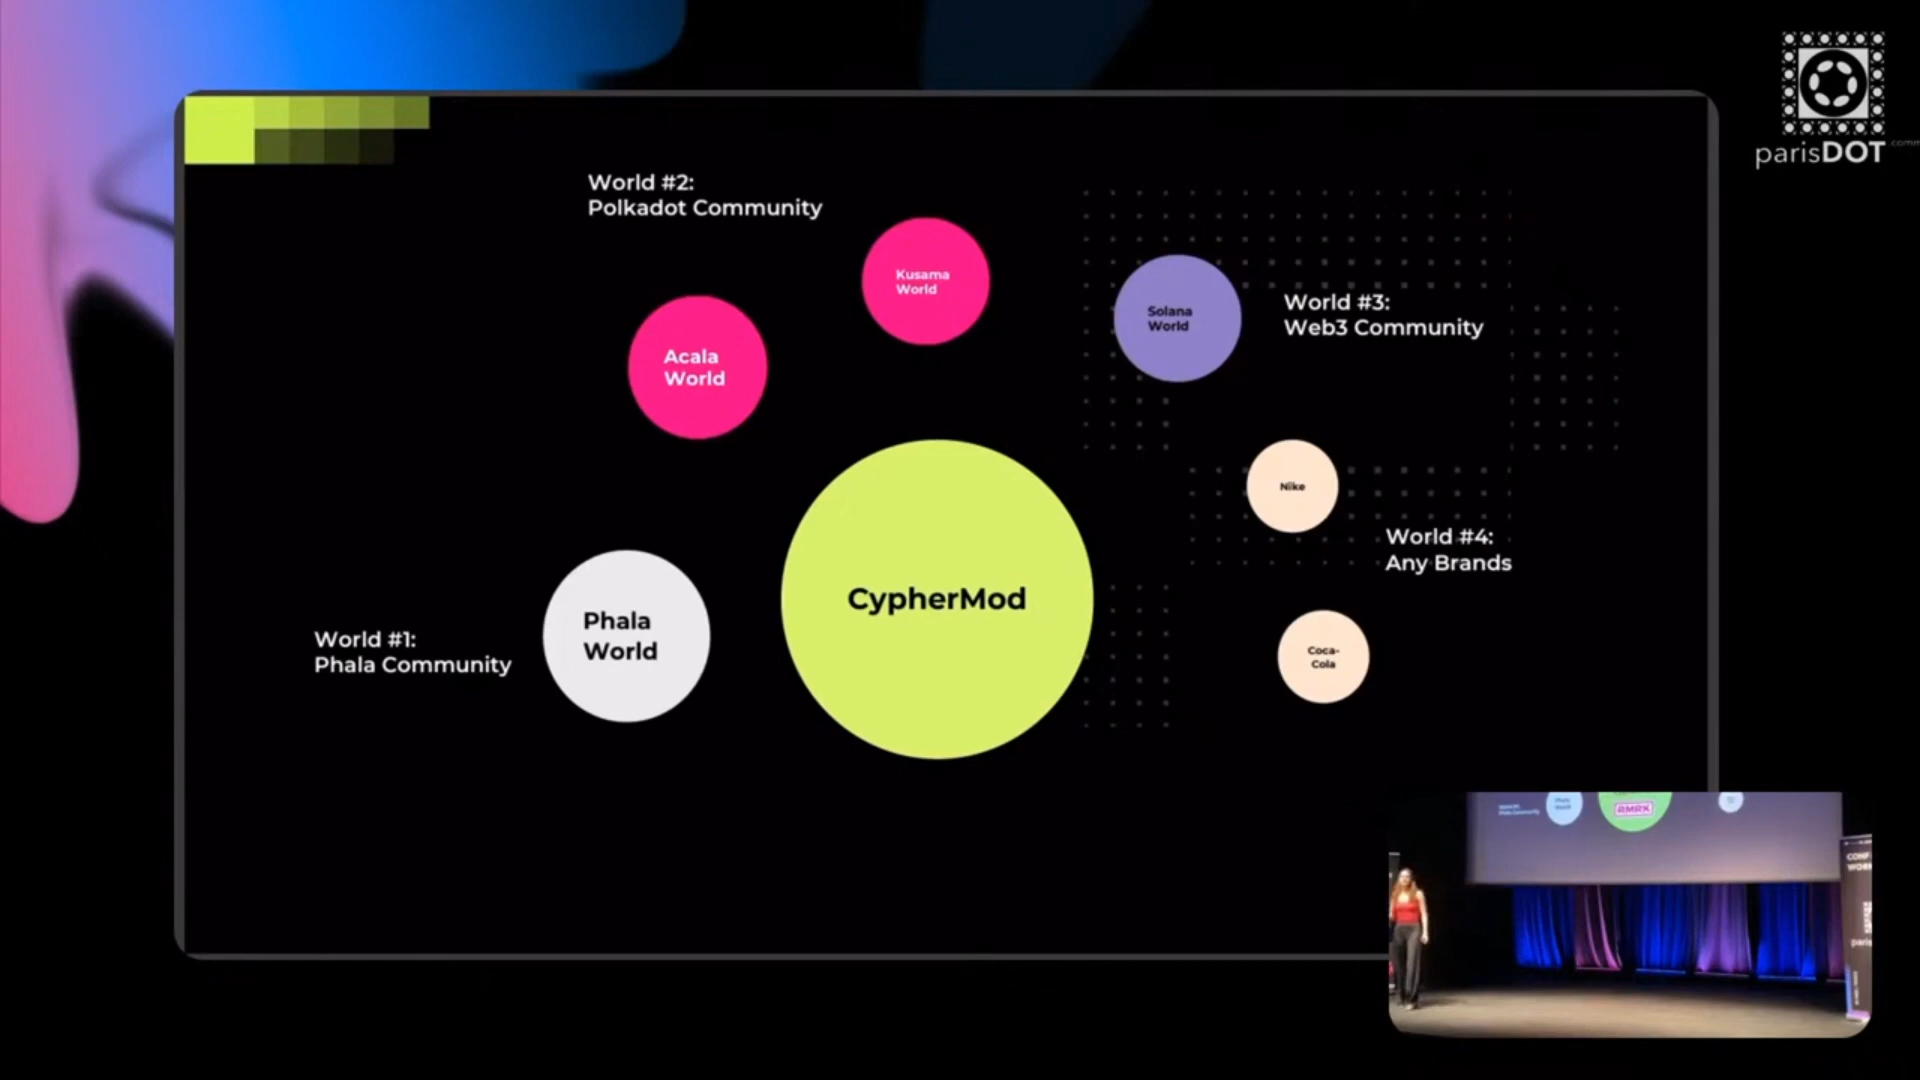 parisDOT
World #2:
Polkadot Community
Kusama
World
Solana
World
World #3:
Web3 Community
Acala
World
Nike
World #4:
Any Brands
CypherMod
Phala
World
World #1:
Phala Community
Coca-
Cola
RMRK